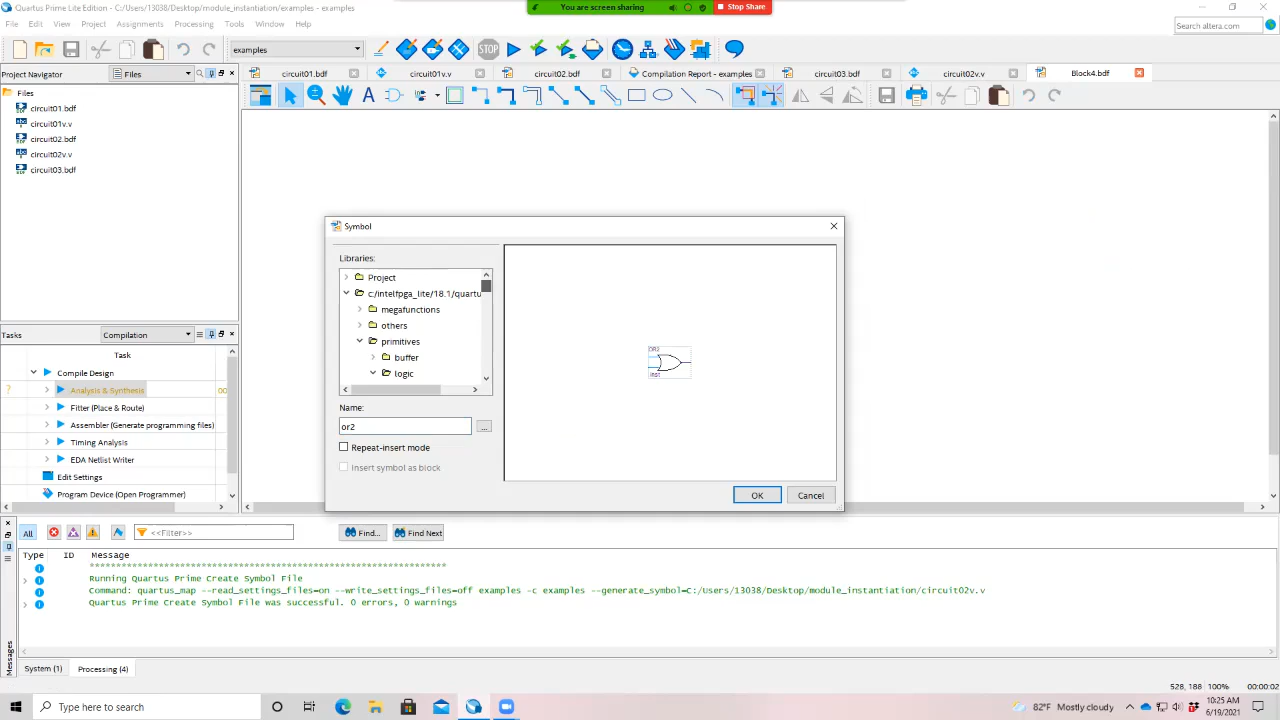 Quartus Prime Lite Edition - C:/Users/13038/Desktop/module_instantiation/examples - examples
You are screen sharing
Stop Share
File Edit View Project Assignments Processing Tools Window Help
Search altera.com
examples
STOP
Project Navigator
Files
circuit01.bdf
circuit01v.v
circuit02.bdf
Compilation Report - examples
circuit03.bdf
circuit02v.v
Block4.bdf
Files
circuit01.bdf
circuit01v.v
circuit02.bdf
circuit02v.v
circuit03.bdf
Symbol
Libraries:
Project
c:/intelfpga_lite/18.1/quartu
megafunctions
others
primitives
buffer
logic
Name:
or2
...
Repeat-insert mode
Insert symbol as block
OR2
inst
OK
Cancel
Tasks
Compilation
Task
Compile Design
? Analysis & Synthesis 00
Fitter (Place & Route)
Assembler (Generate programming files)
Timing Analysis
EDA Netlist Writer
Edit Settings
Program Device (Open Programmer)
All
<<Filter>>
Find...
Find Next
Type ID Message
*******************************************************************
Running Quartus Prime Create Symbol File
Command: quartus_map --read_settings_files=on --write_settings_files=off examples -c examples --generate_symbol=C:/Users/13038/Desktop/module_instantiation/circuit02v.v
Quartus Prime Create Symbol File was successful. 0 errors, 0 warnings
Messages
System (1)
Processing (4)
528, 188 100% 00:00:02
Type here to search
82°F Mostly cloudy
10:25 AM
6/19/2021